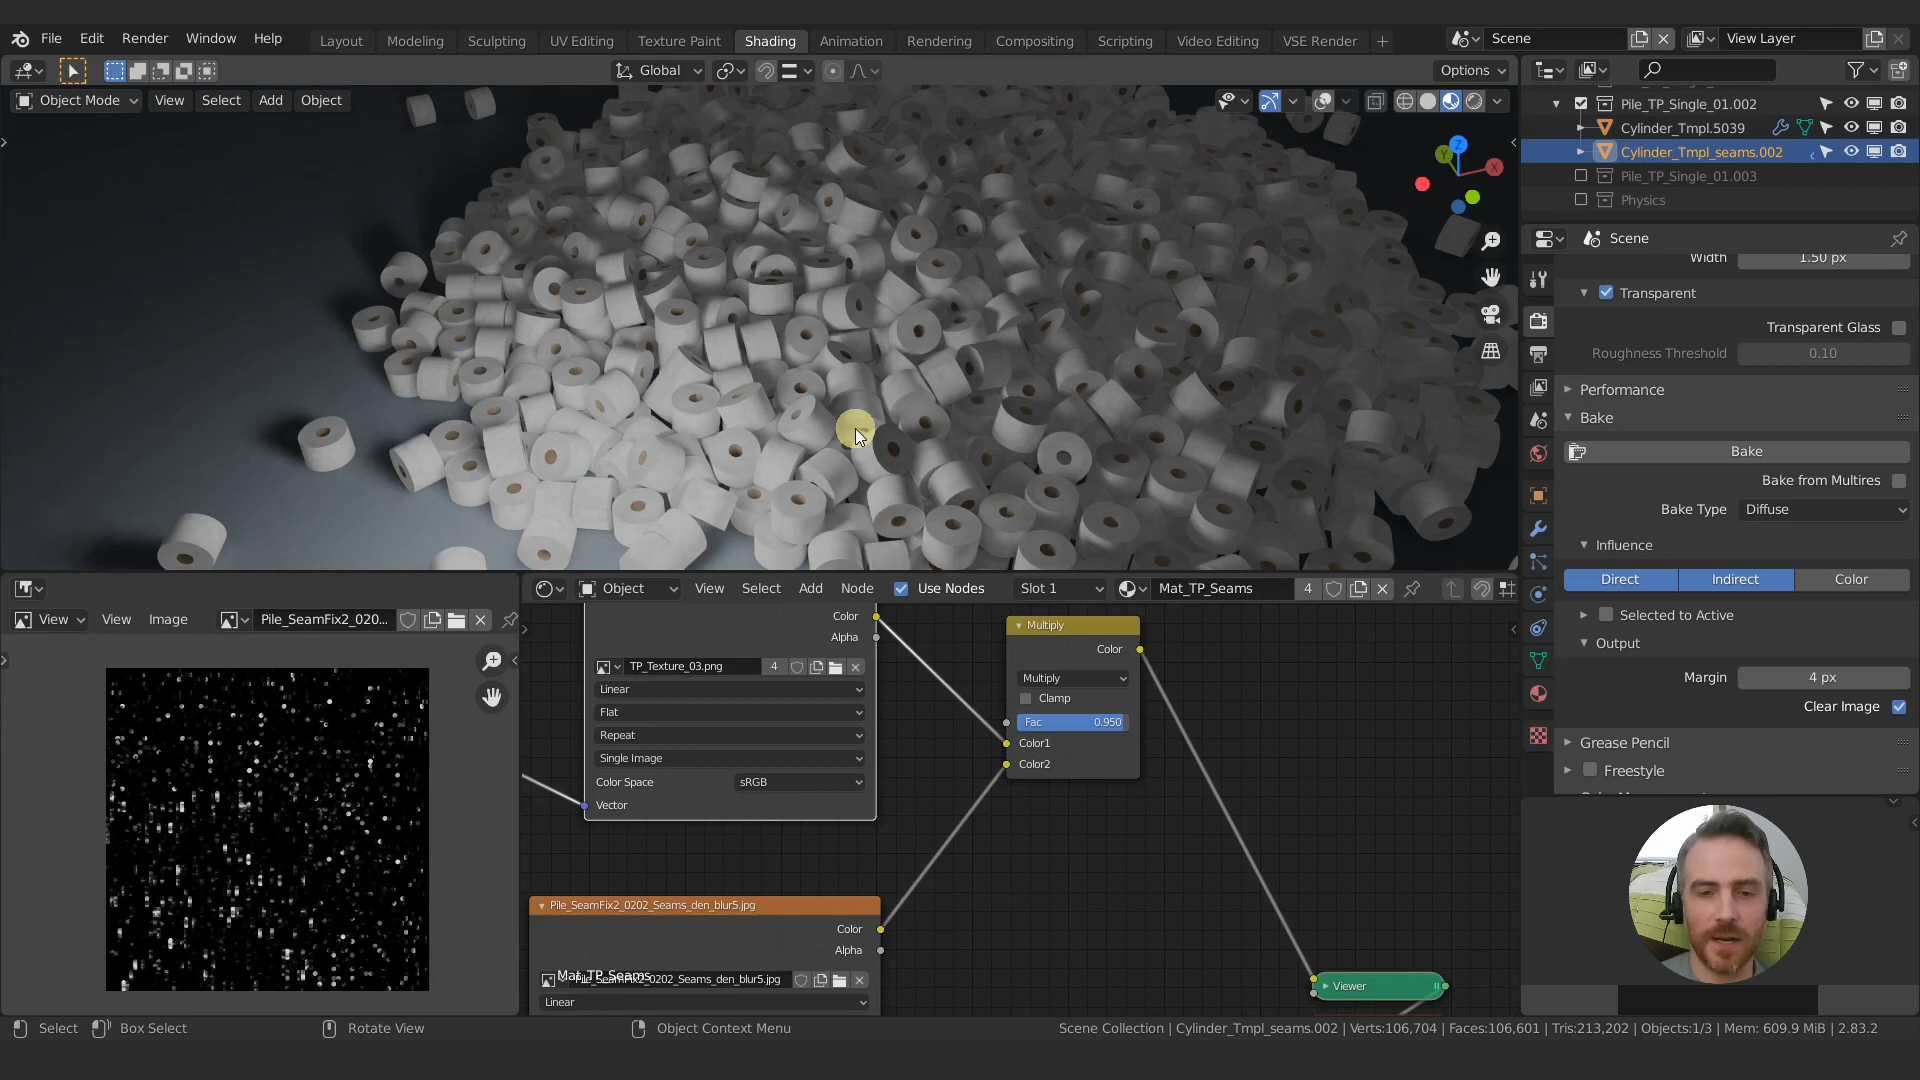 File Edit Render Window Help Layout Modeling Sculpting UV Editing Texture Paint Shading Animation Rendering Compositing Scripting Video Editing VSE Render + Scene View Layer
Global Options
Object Mode View Select Add Object
Pile_TP_Single_01.002
Cylinder_Tmpl.5039
Cylinder_Tmpl_seams.002
Pile_TP_Single_01.003
Physics
Z
Y
X
Scene
Width 1.50 px
Transparent
Transparent Glass
Roughness Threshold 0.10
Performance
Bake
Bake
Bake from Multires
Bake Type Diffuse
Influence
Direct Indirect Color
Selected to Active
Output
Margin 4 px
Clear Image
Grease Pencil
Freestyle
View View Image Pile_SeamFix2_020...
Object View Select Add Node Use Nodes Slot 1 Mat_TP_Seams 4
Color
Alpha
TP_Texture_03.png 4
Linear
Flat
Repeat
Single Image
Color Space sRGB
Vector
Multiply
Color
Multiply
Clamp
Fac 0.950
Color1
Color2
Pile_SeamFix2_0202_Seams_den_blur5.jpg
Color
Alpha
Mat_TP_Seams
Pile_SeamFix2_0202_Seams_den_blur5.jpg
Linear
Viewer
Select Box Select Rotate View Object Context Menu Scene Collection | Cylinder_Tmpl_seams.002 | Verts:106,704 | Faces:106,601 | Tris:213,202 | Objects:1/3 | Mem: 609.9 MiB | 2.83.2